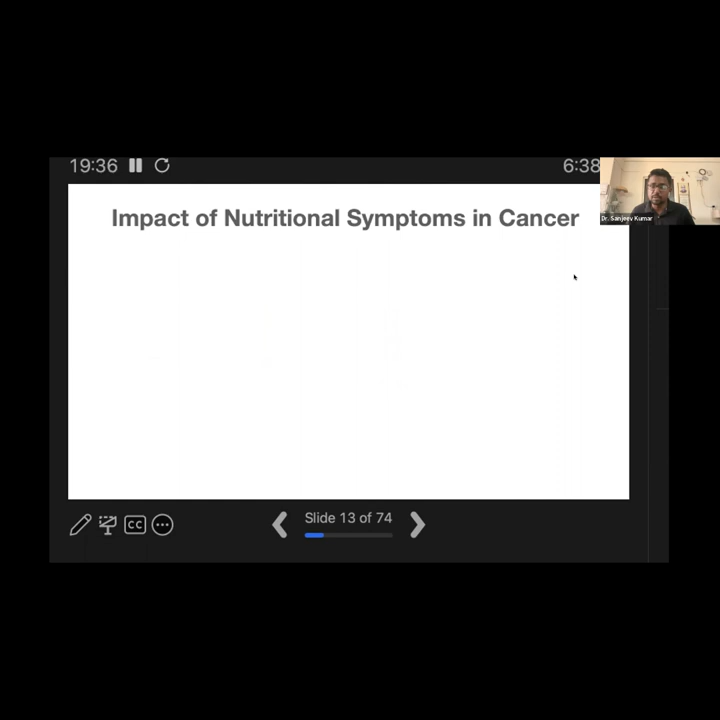 19:36
6:38
Dr. Sanjeev Kumar
Impact of Nutritional Symptoms in Cancer
CC
Slide 13 of 74